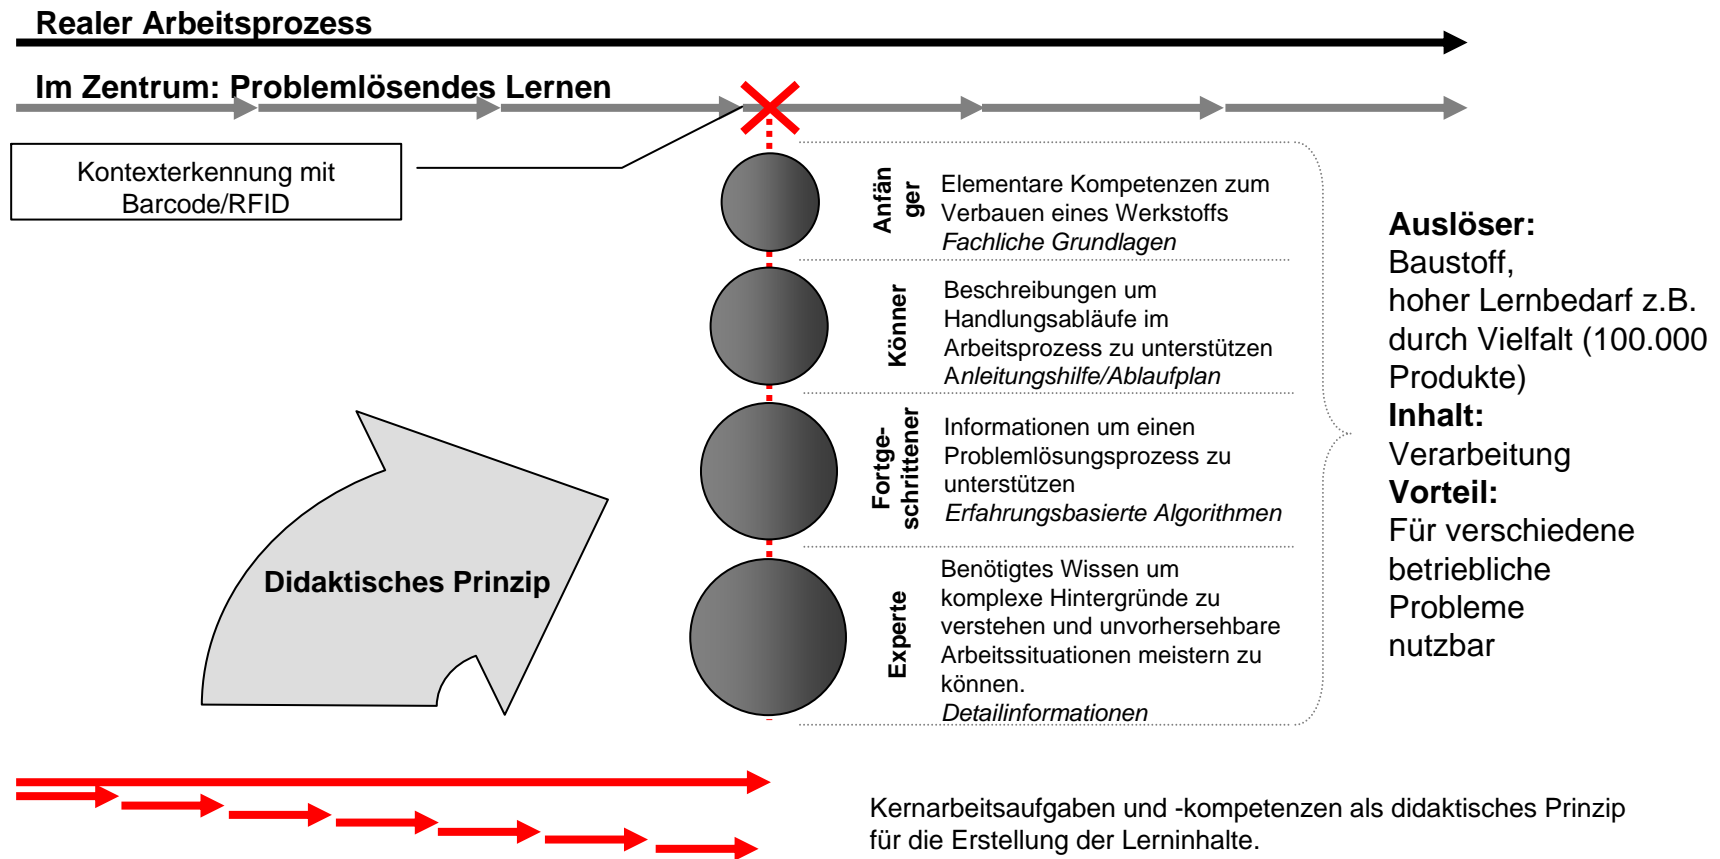 Realer Arbeitsprozess
Im Zentrum: Problemlösendes Lernen
Kontexterkennung mit
Barcode/RFID
Anfän
ger
Elementare Kompetenzen zum
Verbauen eines Werkstoffs
Fachliche Grundlagen
Könner
Beschreibungen um
Handlungsabläufe im
Arbeitsprozess zu unterstützen
Anleitungshilfe/Ablaufplan
Fortge-
schrittener
Informationen um einen
Problemlösungsprozess zu
unterstützen
Erfahrungsbasierte Algorithmen
Experte
Benötigtes Wissen um
komplexe Hintergründe zu
verstehen und unvorhersehbare
Arbeitssituationen meistern zu
können.
Detailinformationen
Auslöser:
Baustoff,
hoher Lernbedarf z.B.
durch Vielfalt (100.000
Produkte)
Inhalt:
Verarbeitung
Vorteil:
Für verschiedene
betriebliche
Probleme
nutzbar
Didaktisches Prinzip
Kernarbeitsaufgaben und -kompetenzen als didaktisches Prinzip
für die Erstellung der Lerninhalte.